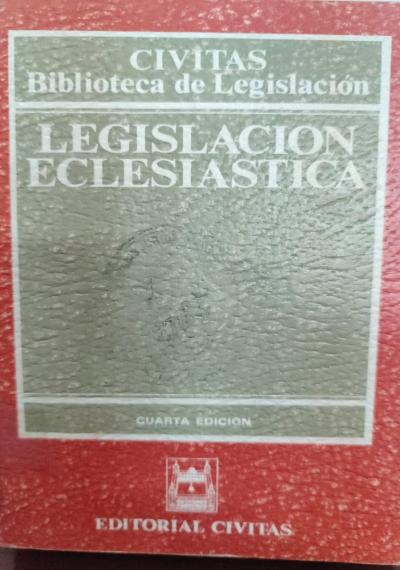 CIVITAS
Biblioteca de Legislación
LEGISLACION
ECLESIASTICA
CUARTA EDICION
EDITORIAL CIVITAS